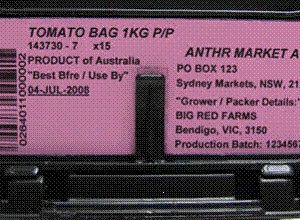 TOMATO BAG 1KG P/P
143730 - 7 x15
PRODUCT of Australia
"Best Bfre / Use By"
04-JUL-2008
0264011000002
ANTHR MARKET A
PO BOX 123
Sydney Markets, NSW, 21
"Grower / Packer Details:"
BIG RED FARMS
Bendigo, VIC, 3150
Production Batch: 1234567